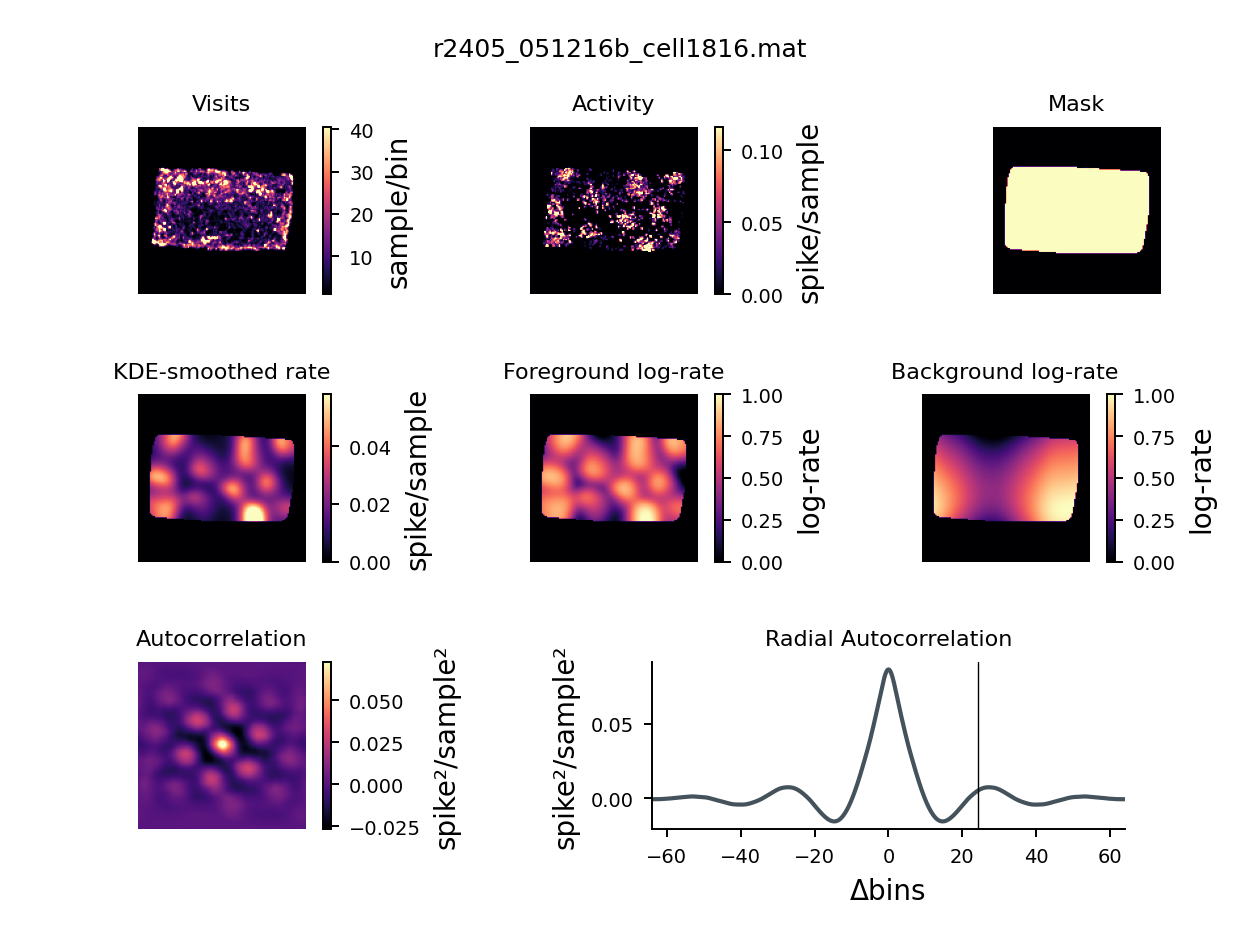 r2405_051216b_cell1816.mat
Visits
Activity
Mask
40
30
20
10
sample/bin
0.10
0.05
0.00
spike/sample
KDE-smoothed rate
Foreground log-rate
Background log-rate
0.04
0.02
0.00
spike/sample
1.00
0.75
0.50
0.25
0.00
log-rate
1.00
0.75
0.50
0.25
0.00
log-rate
Autocorrelation
Radial Autocorrelation
0.050
0.025
0.000
−0.025
spike²/sample²
spike²/sample²
0.05
0.00
−60 −40 −20 0 20 40 60
Δbins